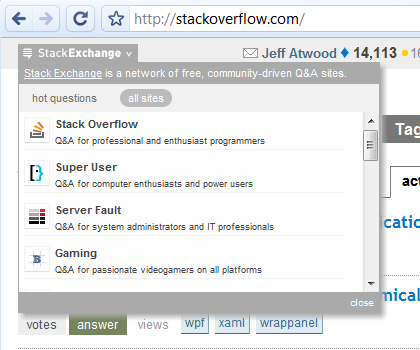 http://stackoverflow.com/
StackExchange
Jeff Atwood 14,113
Stack Exchange is a network of free, community-driven Q&A sites.
hot questions all sites
Stack Overflow
Q&A for professional and enthusiast programmers
Tag
Super User
Q&A for computer enthusiasts and power users
act
Server Fault
Q&A for system administrators and IT professionals
icatio
Gaming
Q&A for passionate videogamers on all platforms
mical
close
votes answer views wpf xaml wrappanel